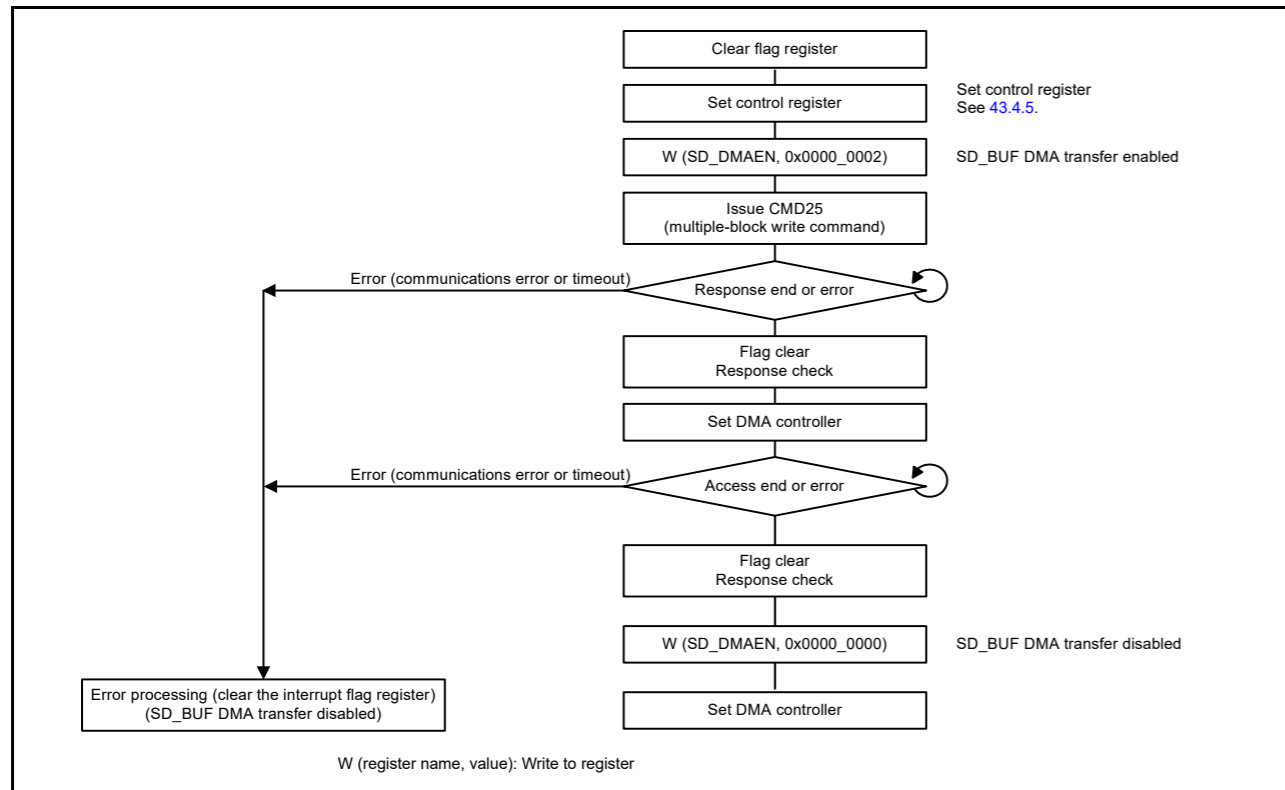 Clear flag register
Set control register
Set control register
See 43.4.5.
W (SD_DMAEN, 0x0000_0002)
SD_BUF DMA transfer enabled
Issue CMD25
(multiple-block write command)
Error (communications error or timeout)
Response end or error
Flag clear
Response check
Set DMA controller
Error (communications error or timeout)
Access end or error
Flag clear
Response check
W (SD_DMAEN, 0x0000_0000)
SD_BUF DMA transfer disabled
Error processing (clear the interrupt flag register)
(SD_BUF DMA transfer disabled)
Set DMA controller
W (register name, value): Write to register